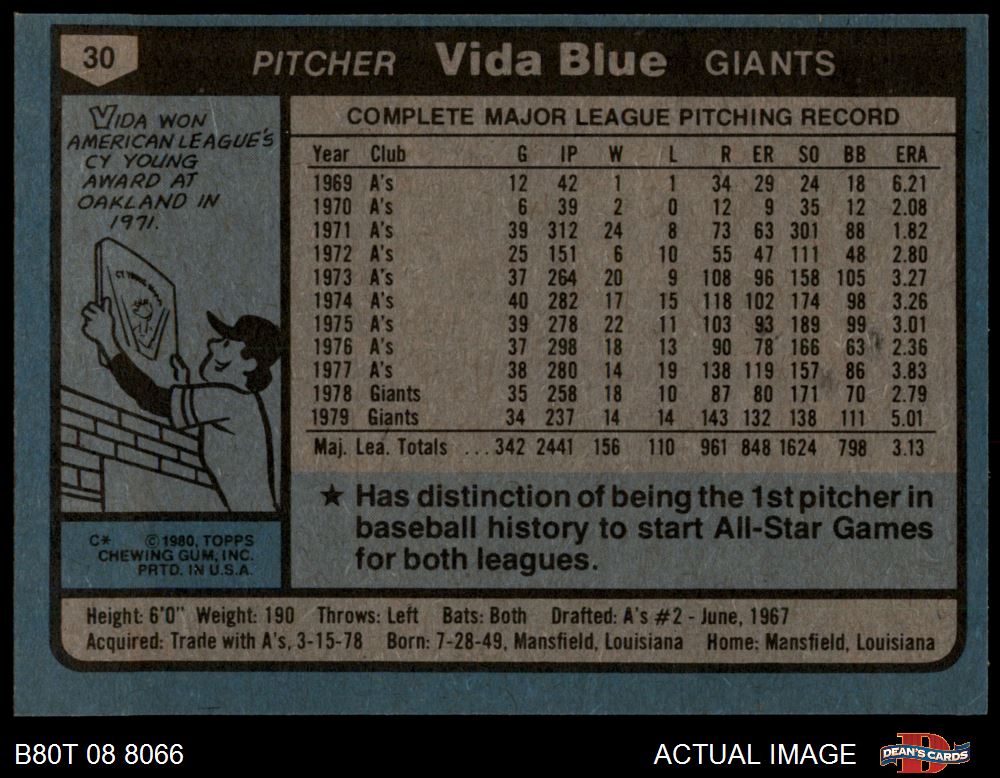 30 PITCHER Vida Blue GIANTS
VIDA WON
AMERICAN LEAGUE'S
CY YOUNG
AWARD AT
OAKLAND IN
1971.
COMPLETE MAJOR LEAGUE PITCHING RECORD
Year Club G IP W L R ER SO BB ERA
1969 A's 12 42 1 1 34 29 24 18 6.21
1970 A's 6 39 2 0 12 9 35 12 2.08
1971 A's 39 312 24 8 73 63 301 88 1.82
1972 A's 25 151 6 10 55 47 111 48 2.80
1973 A's 37 264 20 9 108 96 158 105 3.27
1974 A's 40 282 17 15 118 102 174 98 3.26
1975 A's 39 278 22 11 103 93 189 99 3.01
1976 A's 37 298 18 13 90 78 166 63 2.36
1977 A's 38 280 14 19 138 119 157 86 3.83
1978 Giants 35 258 18 10 87 80 171 70 2.79
1979 Giants 34 237 14 14 143 132 138 111 5.01
Maj. Lea. Totals ...342 2441 156 110 961 848 1624 798 3.13
★ Has distinction of being the 1st pitcher in
baseball history to start All-Star Games
for both leagues.
C* ©1980, TOPPS
CHEWING GUM, INC.
PRTD. IN U.S.A.
Height: 6'0" Weight: 190 Throws: Left Bats: Both Drafted: A's #2 - June, 1967
Acquired: Trade with A's, 3-15-78 Born: 7-28-49, Mansfield, Louisiana Home: Mansfield, Louisiana
B80T 08 8066 ACTUAL IMAGE DEAN'S CARDS